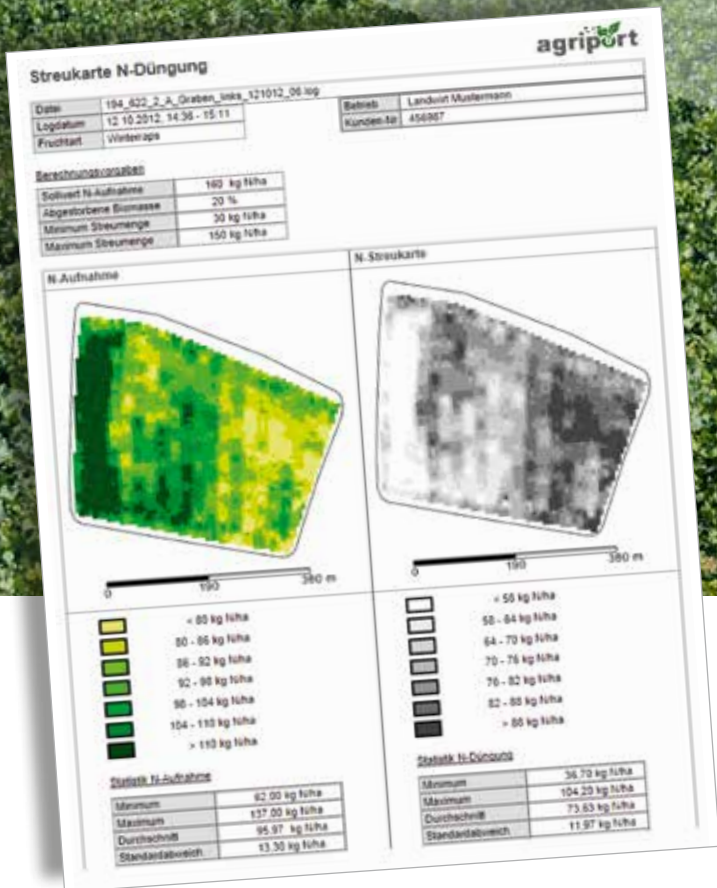 agriport
Streukarte N-Düngung
Datei 194_622_2_A_Graben_links_121012_06.log
Logdatum 12.10.2012, 14:36 - 15:11
Fruchtart Winterraps
Betrieb Landwirt Mustermann
Kunden-Nr 456987
Berechnungsvorgaben
Sollwert N-Aufnahme 160 kg N/ha
Abgestorbene Biomasse 20 %
Minimum Streumenge 30 kg N/ha
Maximum Streumenge 150 kg N/ha
N-Aufnahme
N-Streukarte
0 190 380 m
0 190 380 m
< 80 kg N/ha
80 - 86 kg N/ha
86 - 92 kg N/ha
92 - 98 kg N/ha
98 - 104 kg N/ha
104 - 110 kg N/ha
> 110 kg N/ha
< 58 kg N/ha
58 - 64 kg N/ha
64 - 70 kg N/ha
70 - 76 kg N/ha
76 - 82 kg N/ha
82 - 88 kg N/ha
> 88 kg N/ha
Statistik N-Aufnahme
Minimum 62.00 kg N/ha
Maximum 137.00 kg N/ha
Durchschnitt 95.97 kg N/ha
Standardabweich. 13.30 kg N/ha
Statistik N-Düngung
Minimum 36.70 kg N/ha
Maximum 104.20 kg N/ha
Durchschnitt 73.63 kg N/ha
Standardabweich. 11.97 kg N/ha